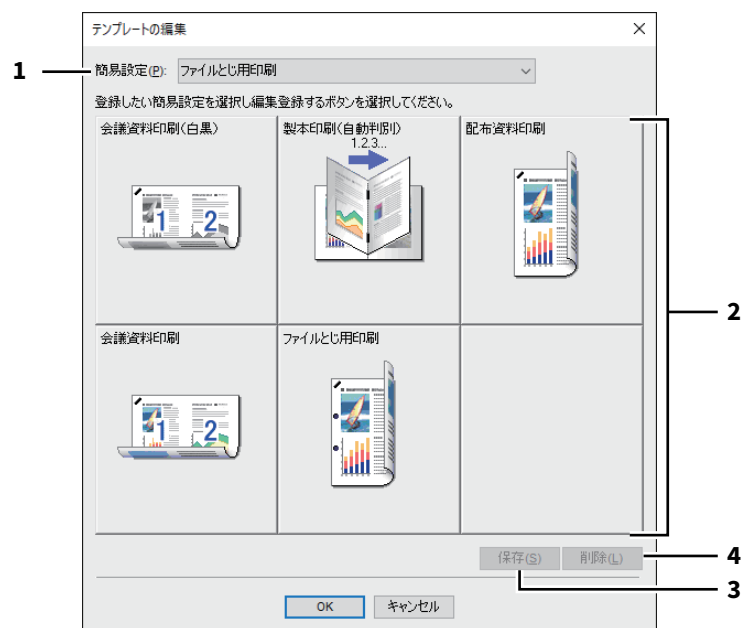 テンプレートの編集
1
簡易設定(P):
ファイルとじ用印刷
登録したい簡易設定を選択し編集登録するボタンを選択してください。
会議資料印刷(白黒)
製本印刷(自動判別)
配布資料印刷
1.2.3...
1 2
2
会議資料印刷
ファイルとじ用印刷
1 2
保存(S)
削除(L)
4
3
OK
キャンセル